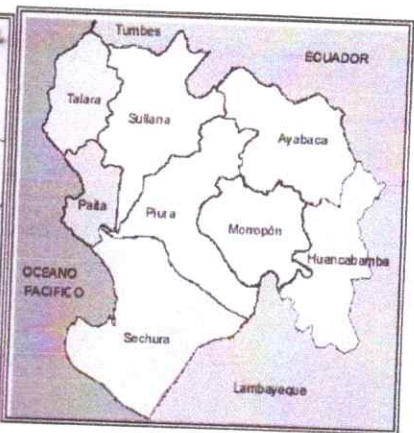 Tumbes
ECUADOR
Talara
Sullana
Ayabaca
Paita
Piura
Morropón
Huancabamba
OCEANO
PACIFICO
Sechura
Lambayeque